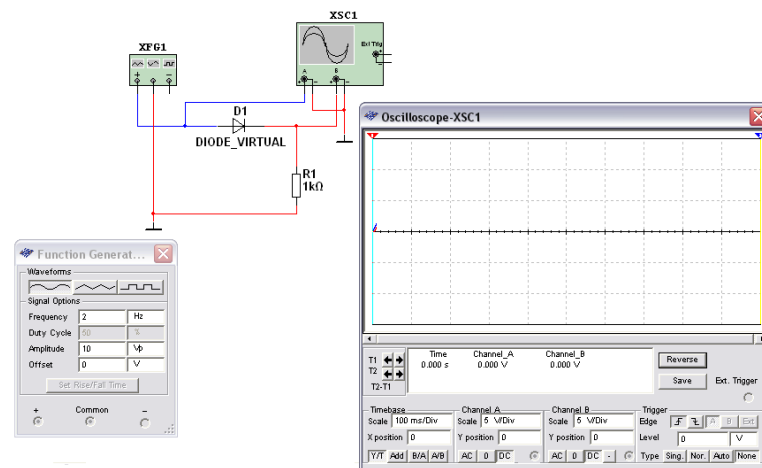 XSC1
XFG1
Ext Trig
A B
D1
DIODE_VIRTUAL
R1
1kΩ
Oscilloscope-XSC1
Function Generat...
Waveforms
Signal Options
Frequency 2 Hz
Duty Cycle 50 %
Amplitude 10 Vp
Offset 0 V
Set Rise/Fall Time
+ Common −
T1
T2
T2-T1
Time Channel_A Channel_B
0.000 s 0.000 V 0.000 V
Reverse
Save
Ext. Trigger
Timebase
Scale 100 ms/Div
X position 0
Y/T Add B/A A/B
Channel A
Scale 5 V/Div
Y position 0
AC 0 DC
Channel B
Scale 5 V/Div
Y position 0
AC 0 DC -
Trigger
Edge A B Ext
Level 0 V
Type Sing. Nor. Auto None